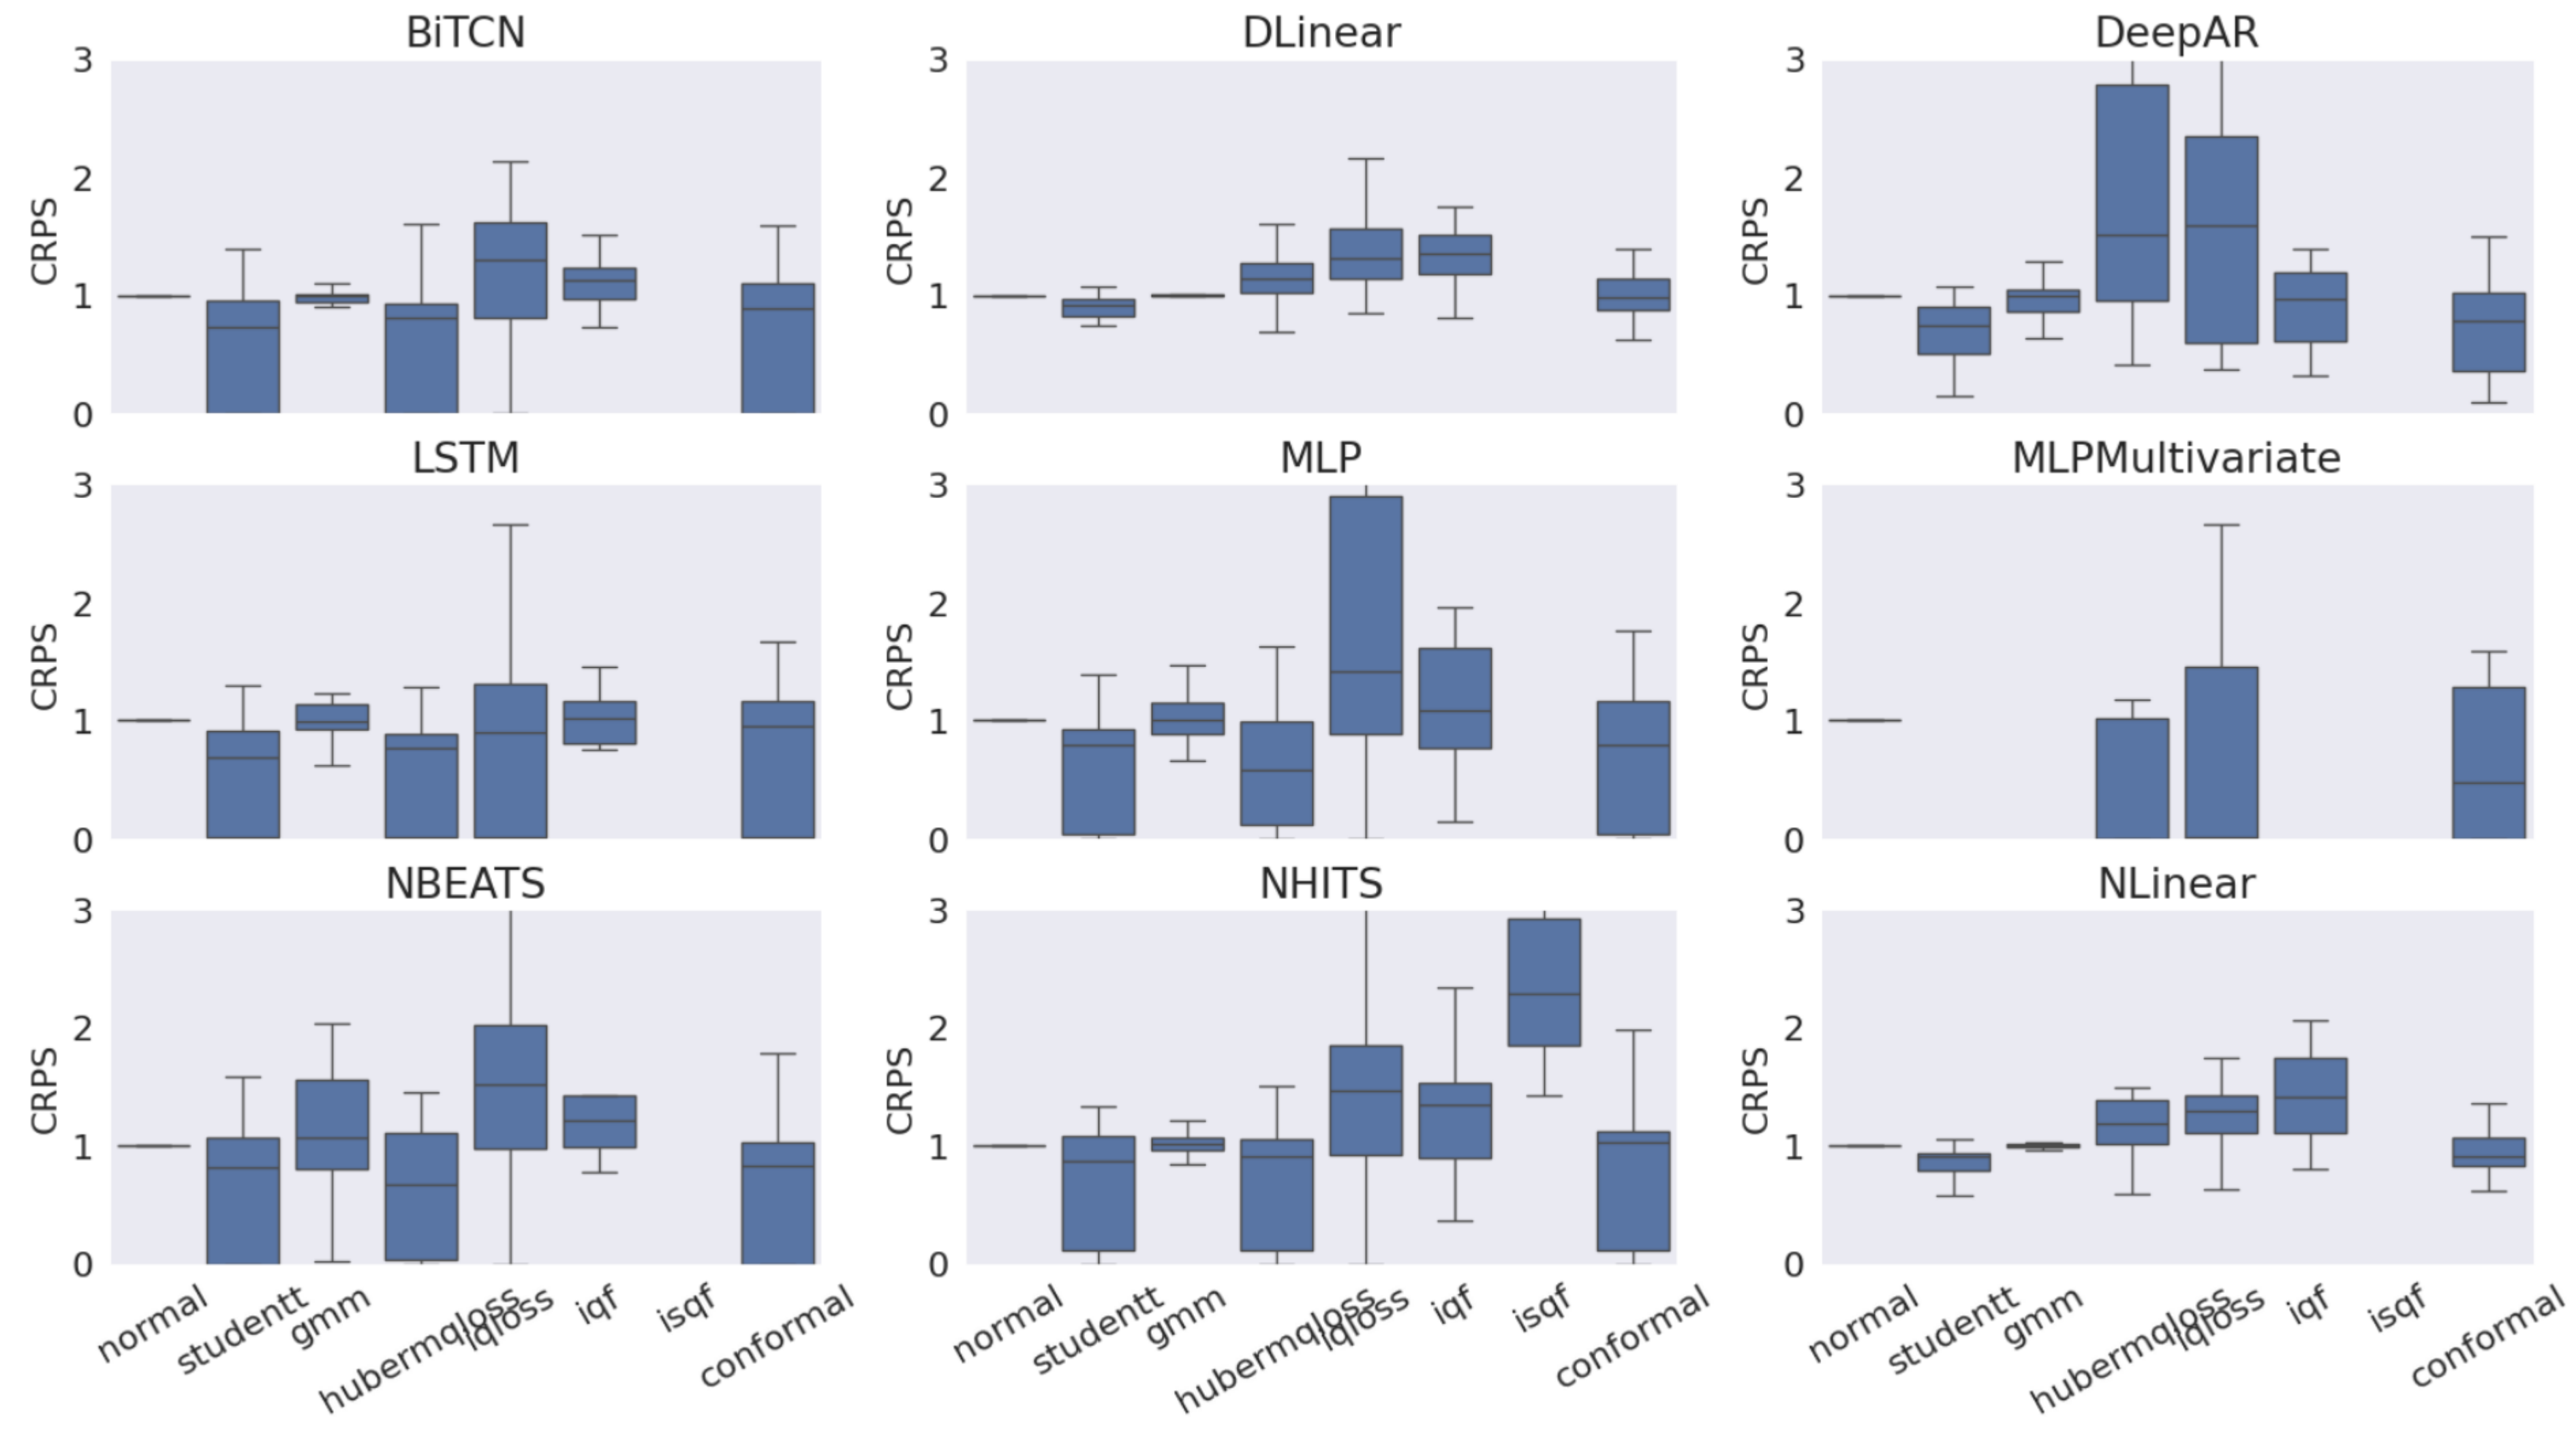 BiTCN DLinear DeepAR
3 3 3
2 2 2
CRPS CRPS CRPS
1 1 1
0 0 0
LSTM MLP MLPMultivariate
3 3 3
2 2 2
CRPS CRPS CRPS
1 1 1
0 0 0
NBEATS NHITS NLinear
3 3 3
2 2 2
CRPS CRPS CRPS
1 1 1
0 0 0
normal studentt gmm hubermqloss iqloss iqf isqf conformal normal studentt gmm hubermqloss iqloss iqf isqf conformal normal studentt gmm hubermqloss iqloss iqf isqf conformal